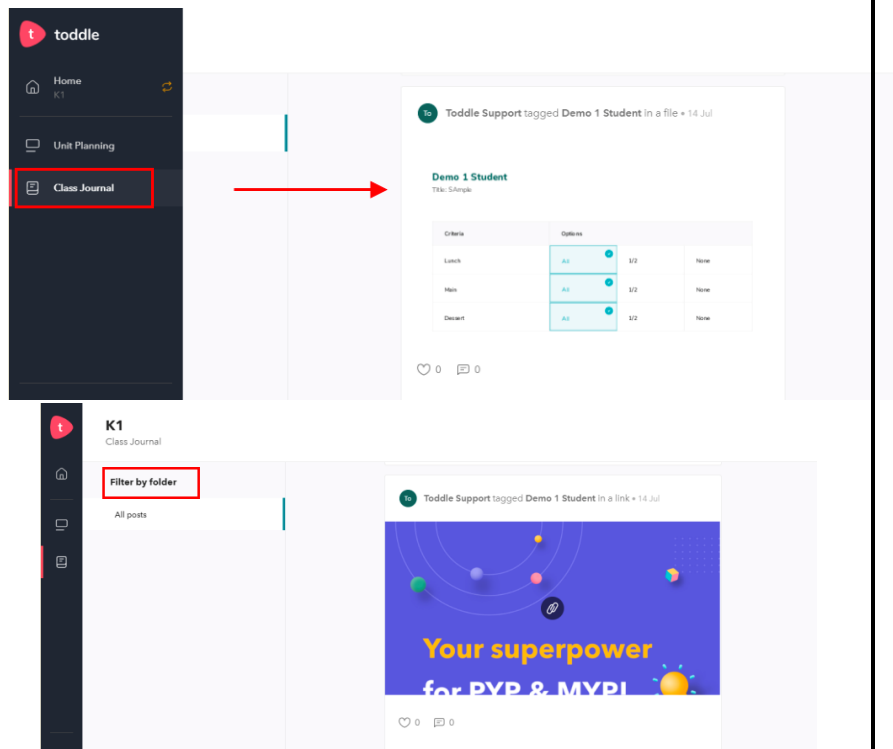 t toddle
Home
K1
Unit Planning
Class Journal
To Toddle Support tagged Demo 1 Student in a file • 14 Jul
Demo 1 Student
Title: SAmple
Criteria Options
Lunch All 1/2 None
Main All 1/2 None
Dessert All 1/2 None
0 0
t K1
Class Journal
Filter by folder
All posts
To Toddle Support tagged Demo 1 Student in a link • 14 Jul
Your superpower
for PYP & MYP!
0 0